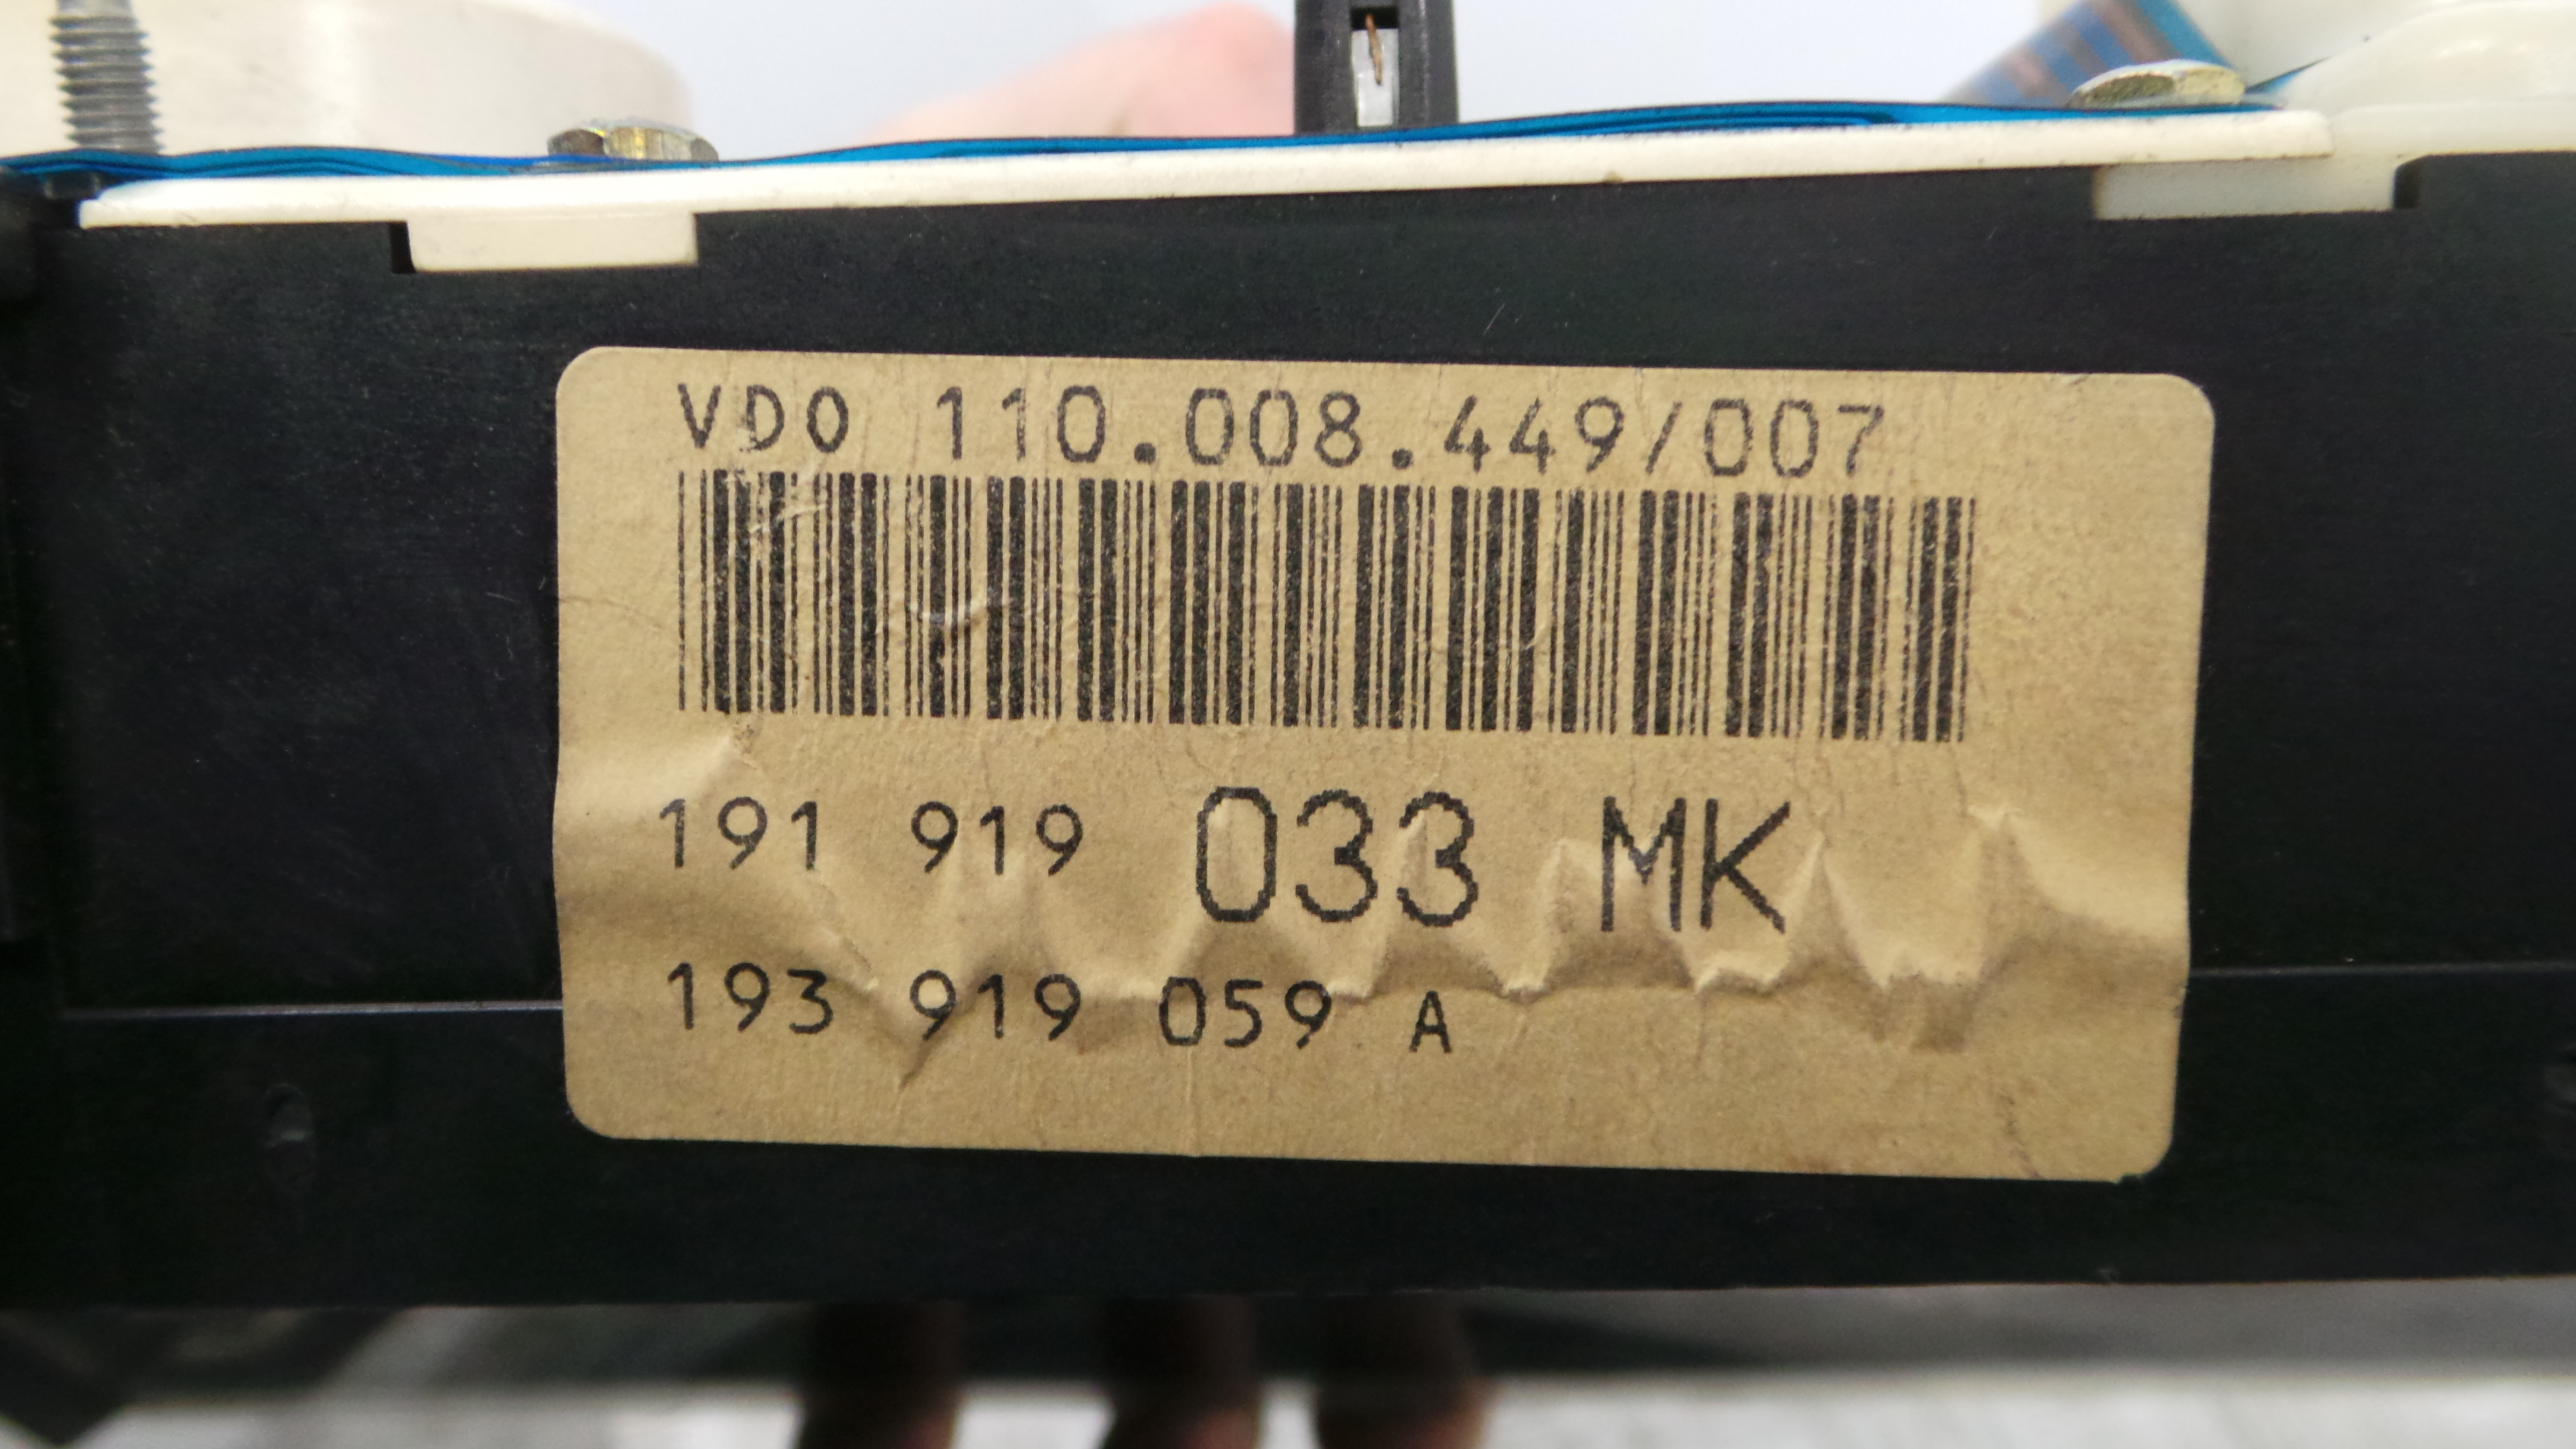 VDO 110.008.449/007
191 919 033 MK
193 919 059 A